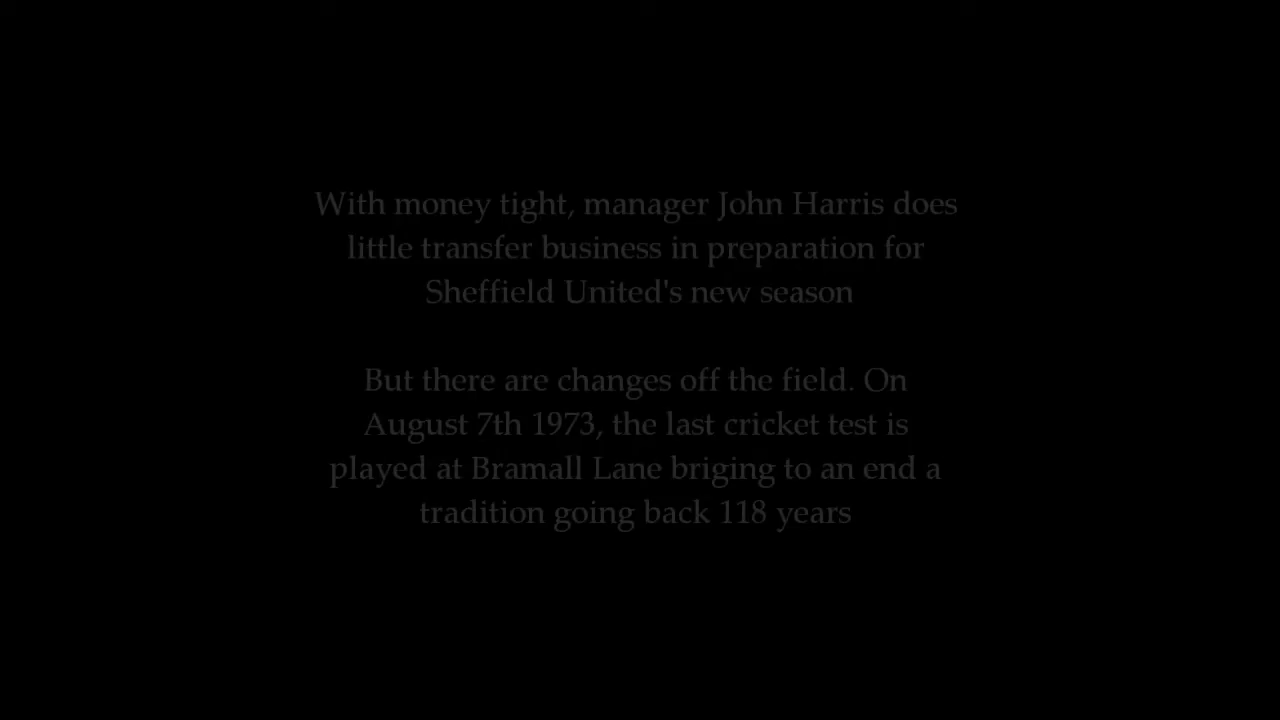 With money tight, manager John Harris does
little transfer business in preparation for
Sheffield United's new season
But there are changes off the field. On
August 7th 1973, the last cricket test is
played at Bramall Lane briging to an end a
tradition going back 118 years